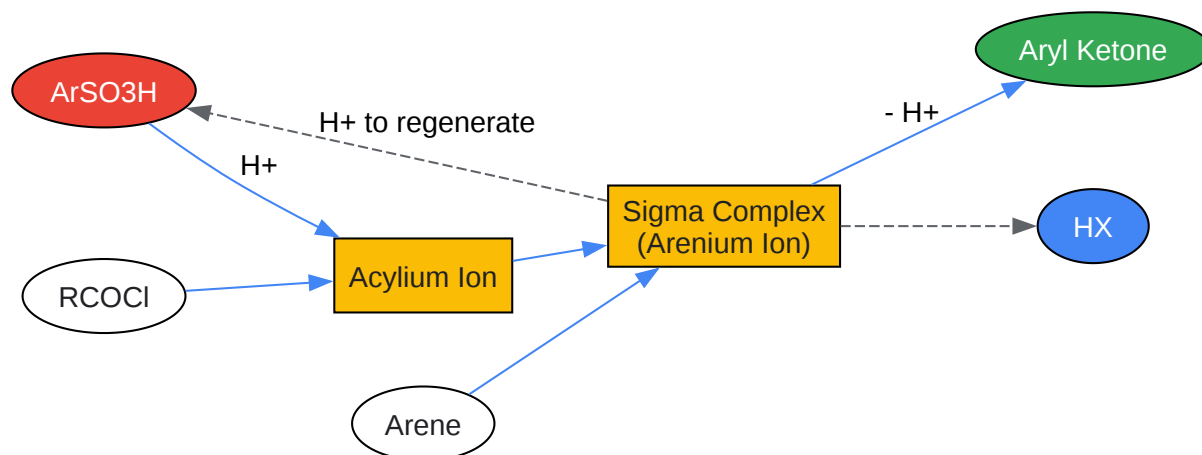 Aryl Ketone
ArSO3H
H+ to regenerate
- H+
H+
Sigma Complex
(Arenium Ion)
HX
Acylium Ion
RCOCl
Arene